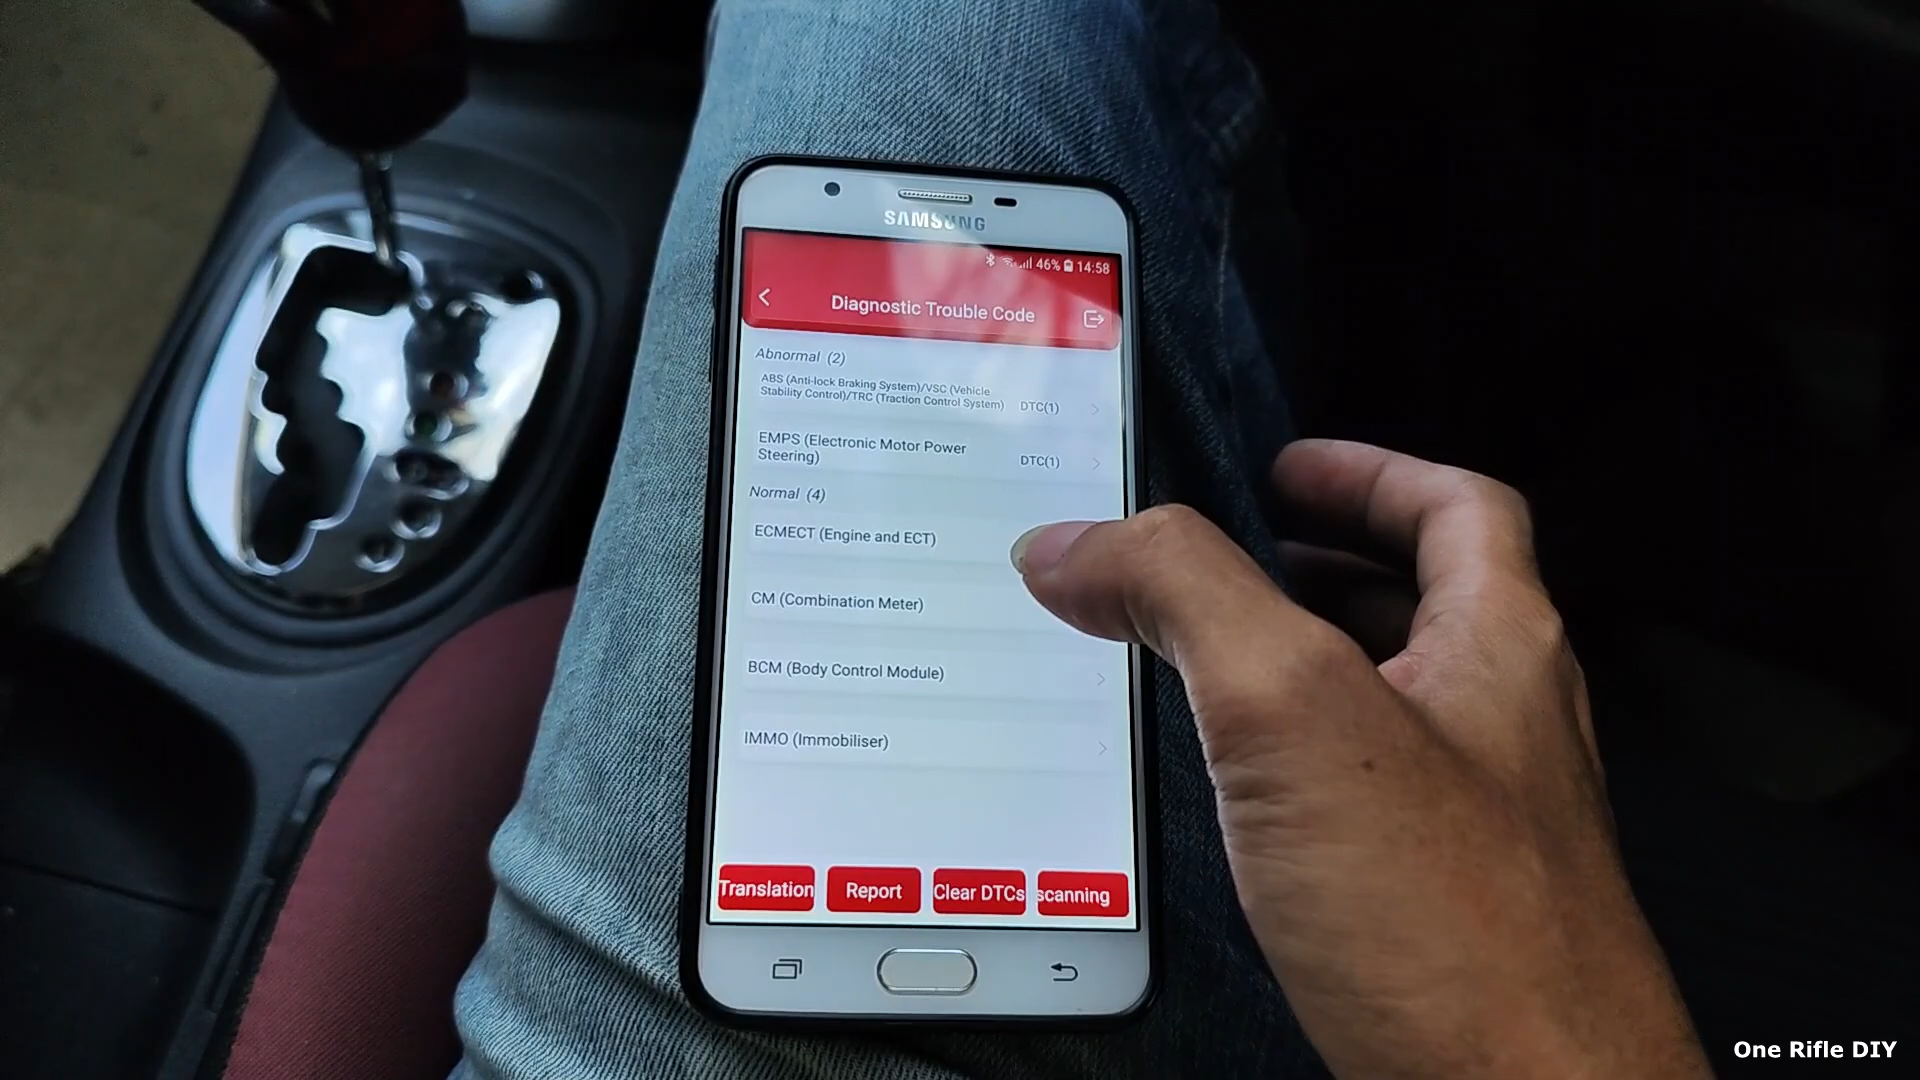 SAMSUNG
46% 14:58
Diagnostic Trouble Code
Abnormal (2)
ABS (Anti-lock Braking System)/VSC (Vehicle
Stability Control)/TRC (Traction Control System) DTC(1)
EMPS (Electronic Motor Power
Steering) DTC(1)
Normal (4)
ECMECT (Engine and ECT)
CM (Combination Meter)
BCM (Body Control Module)
IMMO (Immobiliser)
Translation Report Clear DTCs scanning
One Rifle DIY